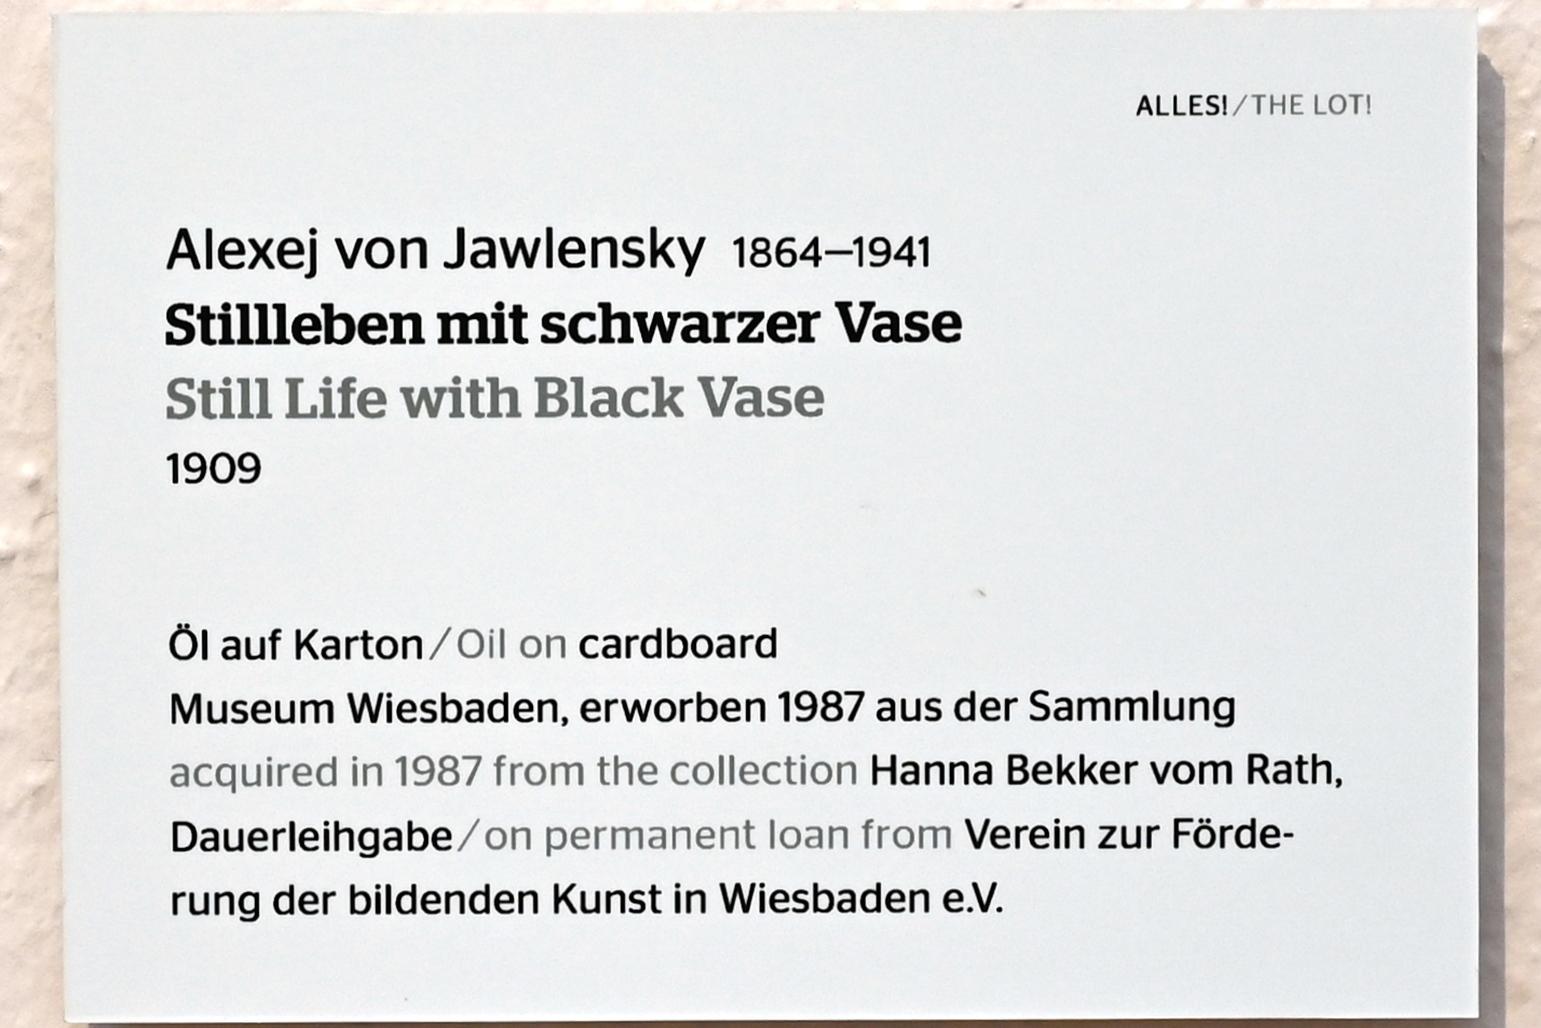 ALLES!/THE LOT!
Alexej von Jawlensky 1864–1941
Stillleben mit schwarzer Vase
Still Life with Black Vase
1909
Öl auf Karton/Oil on cardboard
Museum Wiesbaden, erworben 1987 aus der Sammlung
acquired in 1987 from the collection Hanna Bekker vom Rath,
Dauerleihgabe/on permanent loan from Verein zur Förde-
rung der bildenden Kunst in Wiesbaden e.V.